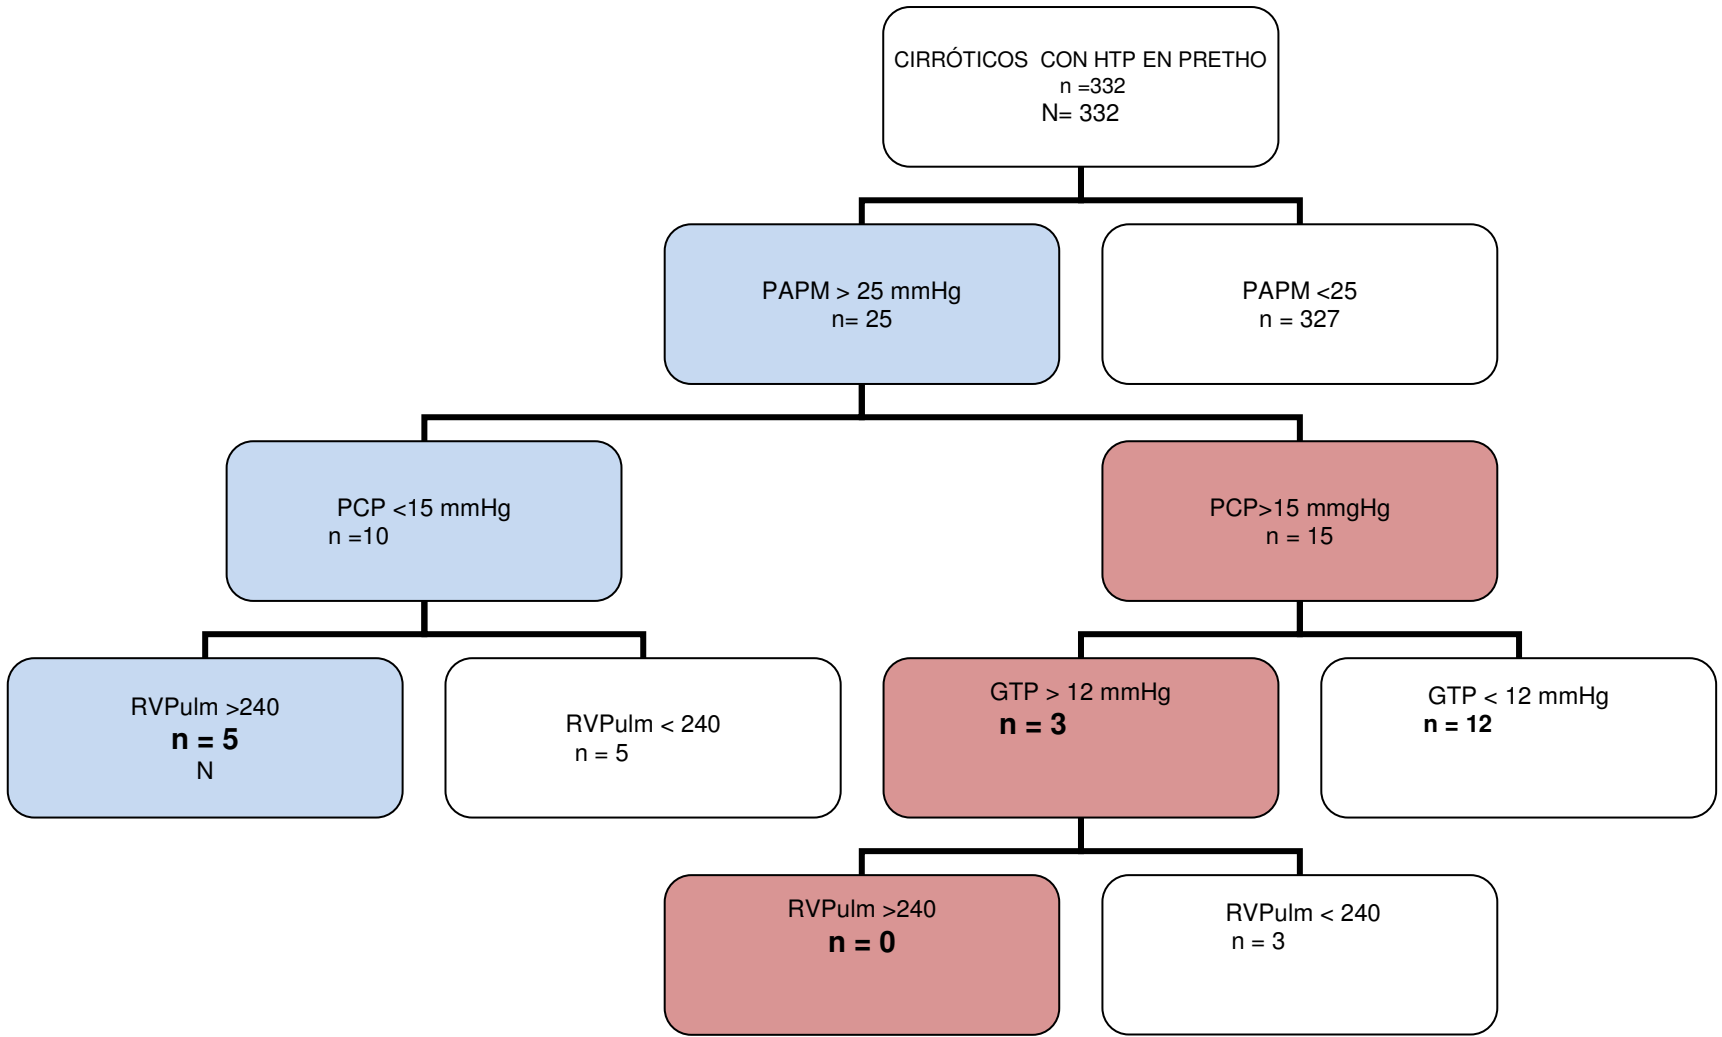 CIRRÓTICOS CON HTP EN PRETHO
n =332
N= 332
PAPM > 25 mmHg
n= 25
PAPM <25
n = 327
PCP <15 mmHg
n =10
PCP>15 mmgHg
n = 15
RVPulm >240
n = 5
N
RVPulm < 240
n = 5
GTP > 12 mmHg
n = 3
GTP < 12 mmHg
n = 12
RVPulm >240
n = 0
RVPulm < 240
n = 3